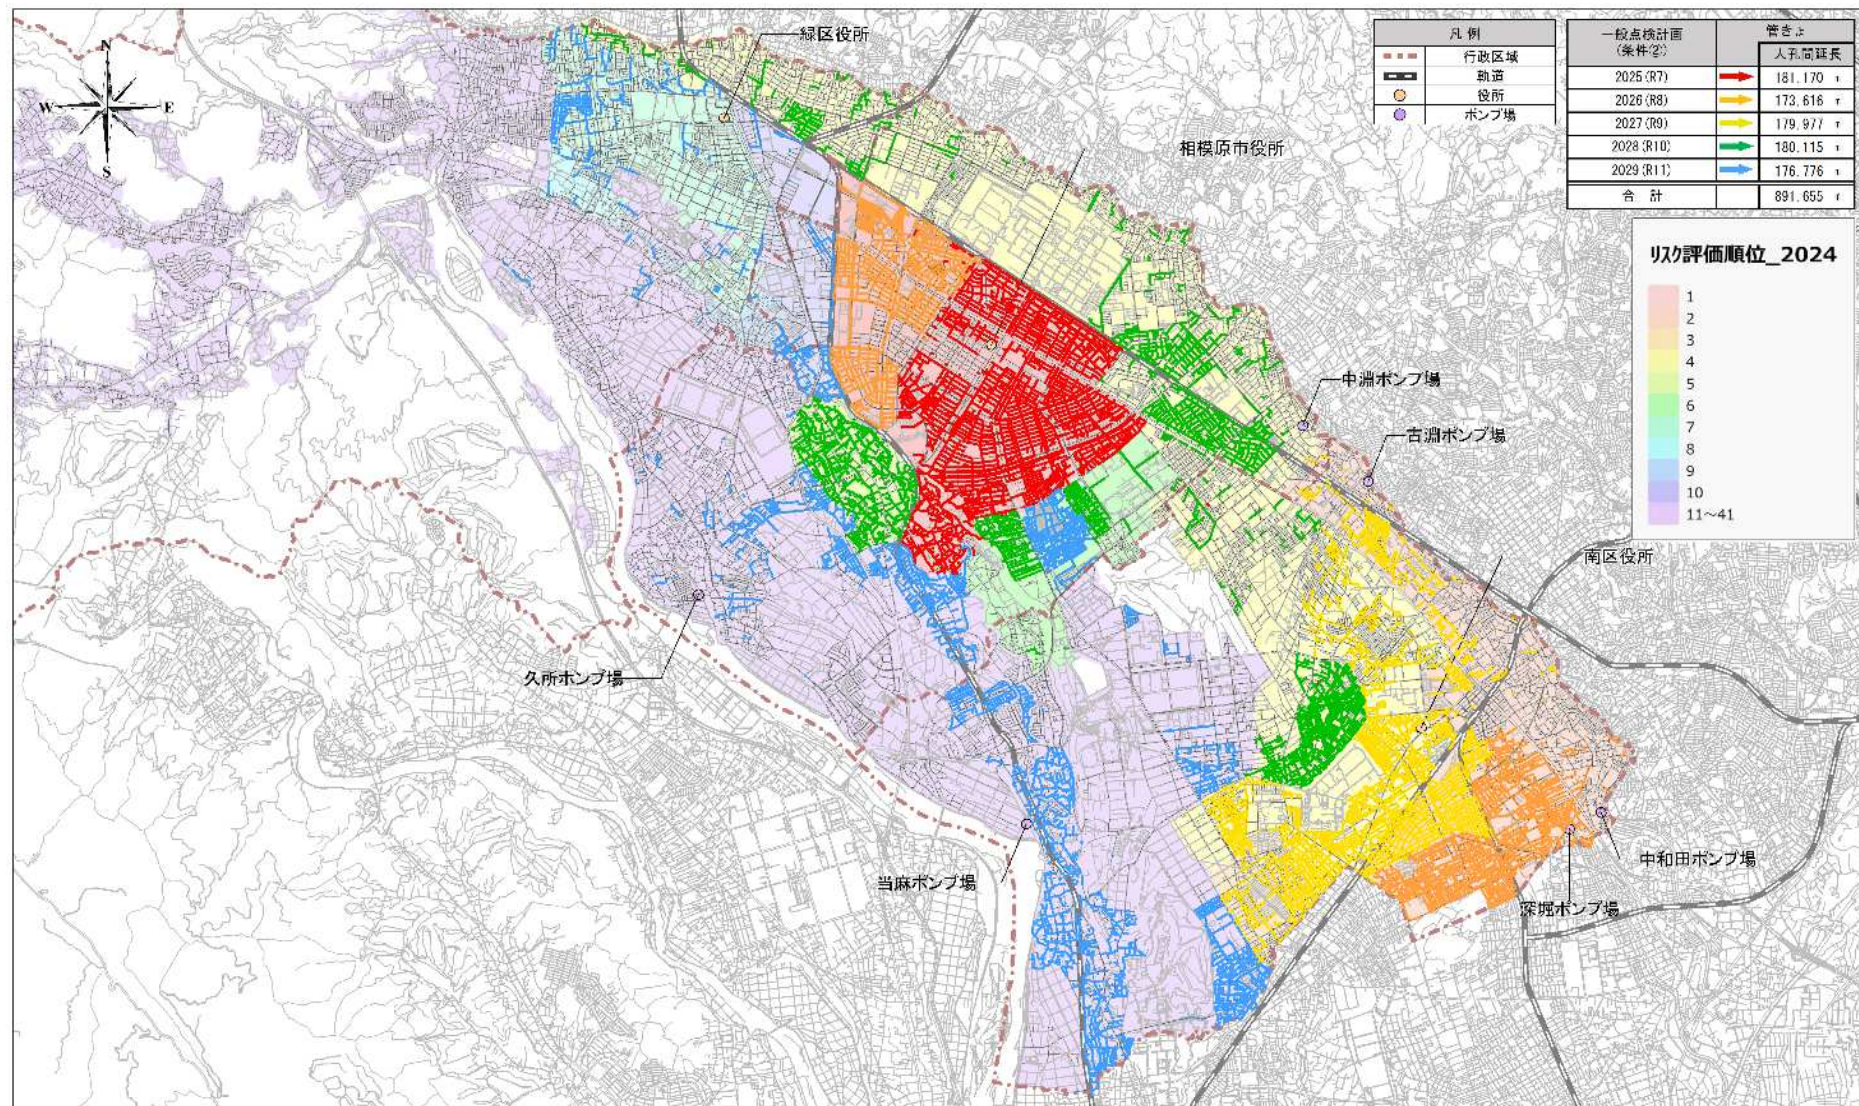 N
W
E
S
緑区役所
相模原市役所
中淵ポンプ場
古淵ポンプ場
南区役所
久所ポンプ場
当麻ポンプ場
中和田ポンプ場
深堀ポンプ場
凡例
行政区域
軌道
役所
ポンプ場
一般点検計画
(条件②)
管きょ
人孔間延長
2025(R7) 181.170
2026(R8) 173.616
2027(R9) 179.977
2028(R10) 180.115
2029(R11) 176.776
合 計 891.655
リスク評価順位_2024
1
2
3
4
5
6
7
8
9
10
11～41